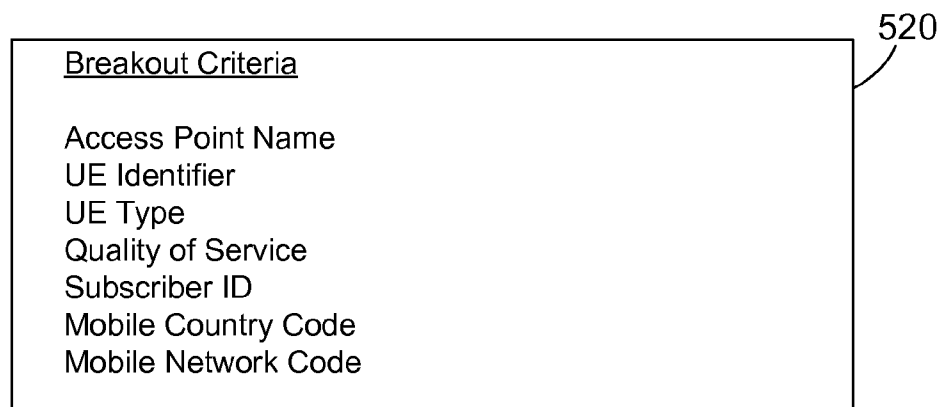 520
Breakout Criteria
Access Point Name
UE Identifier
UE Type
Quality of Service
Subscriber ID
Mobile Country Code
Mobile Network Code